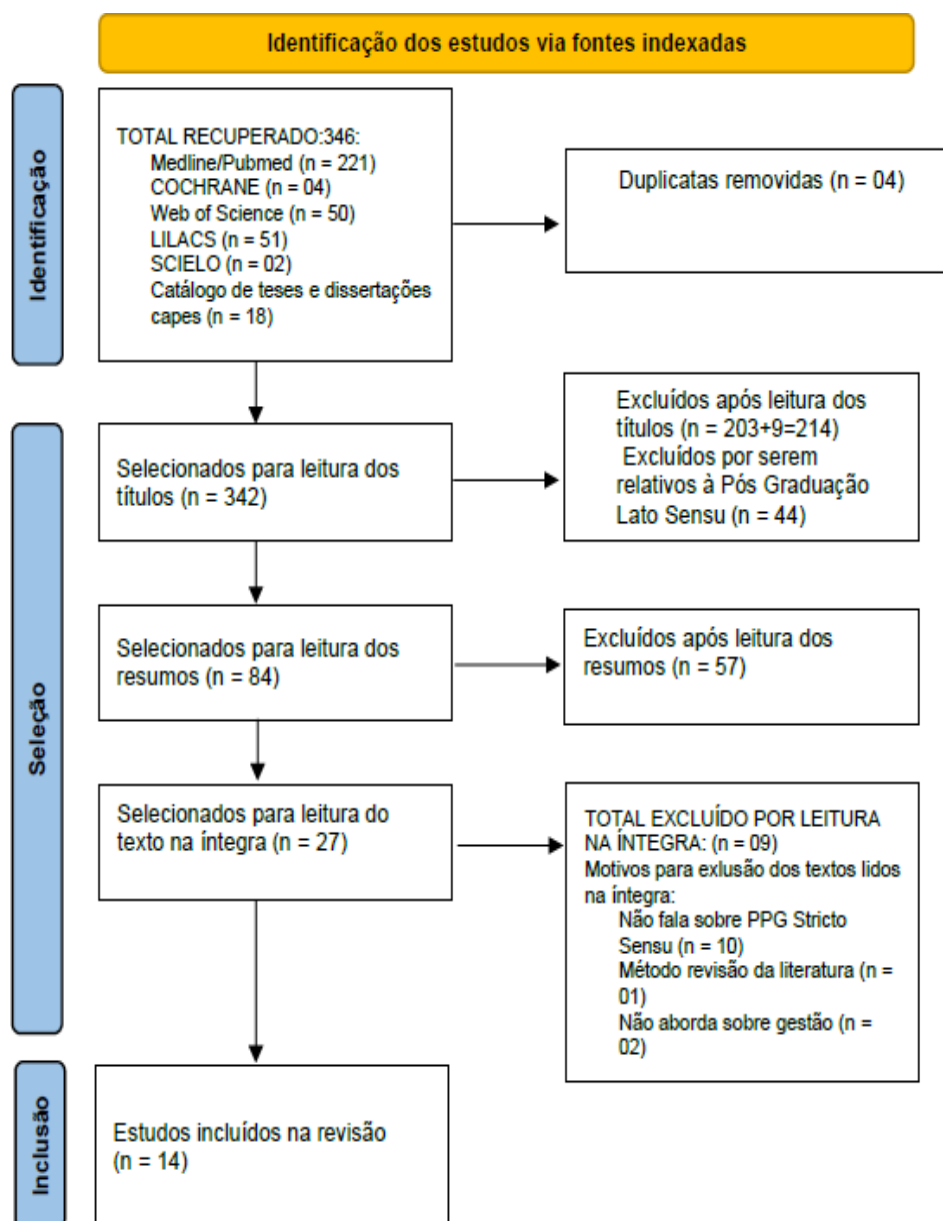 Identificação dos estudos via fontes indexadas
Identificação
TOTAL RECUPERADO:346:
Medline/Pubmed (n = 221)
COCHRANE (n = 04)
Web of Science (n = 50)
LILACS (n = 51)
SCIELO (n = 02)
Catálogo de teses e dissertações
capes (n = 18)
Duplicatas removidas (n = 04)
Seleção
Selecionados para leitura dos
títulos (n = 342)
Excluídos após leitura dos
títulos (n = 203+9=214)
Excluídos por serem
relativos à Pós Graduação
Lato Sensu (n = 44)
Selecionados para leitura dos
resumos (n = 84)
Excluídos após leitura dos
resumos (n = 57)
Selecionados para leitura do
texto na íntegra (n = 27)
TOTAL EXCLUÍDO POR LEITURA
NA ÍNTEGRA: (n = 09)
Motivos para exlusão dos textos lidos
na íntegra:
Não fala sobre PPG Stricto
Sensu (n = 10)
Método revisão da literatura (n =
01)
Não aborda sobre gestão (n =
02)
Inclusão
Estudos incluídos na revisão
(n = 14)